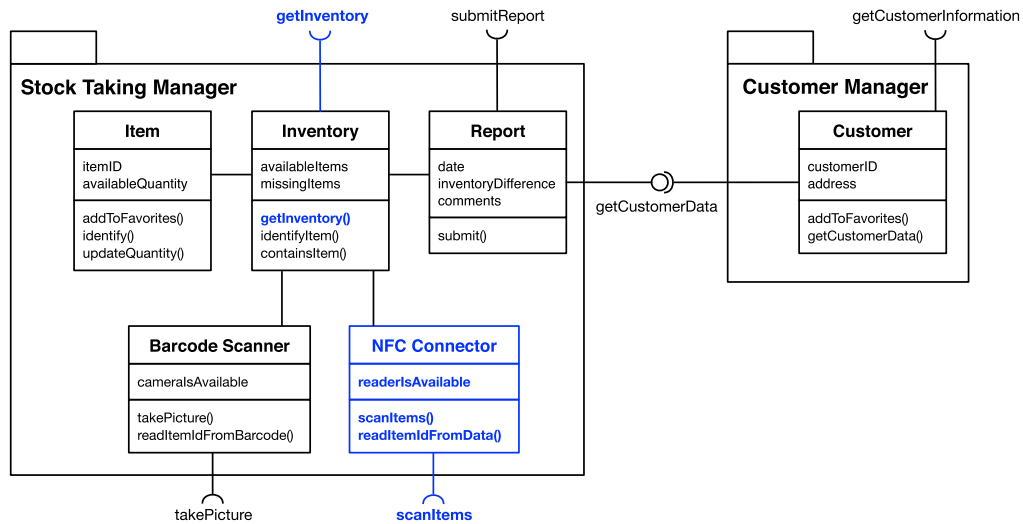 getInventory
submitReport
getCustomerInformation
Stock Taking Manager
Item
itemID
availableQuantity
addToFavorites()
identify()
updateQuantity()
Inventory
availableItems
missingItems
getInventory()
identifyItem()
containsItem()
Report
date
inventoryDifference
comments
submit()
getCustomerData
Customer Manager
Customer
customerID
address
addToFavorites()
getCustomerData()
Barcode Scanner
cameraIsAvailable
takePicture()
readItemIdFromBarcode()
NFC Connector
readerIsAvailable
scanItems()
readItemIdFromData()
takePicture
scanItems